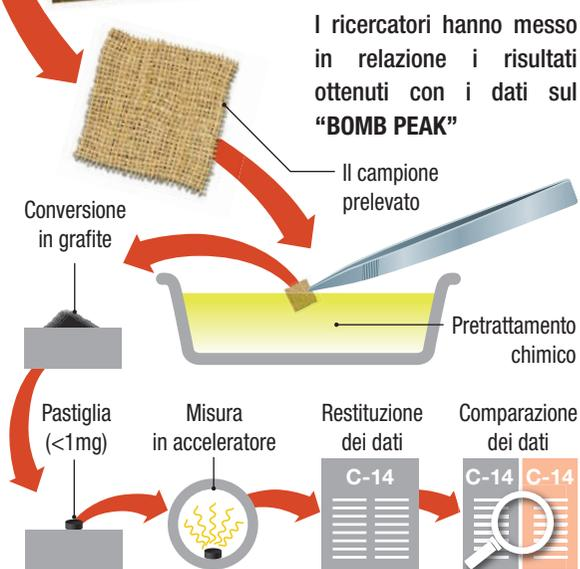 I ricercatori hanno messo
in relazione i risultati
ottenuti con i dati sul
“BOMB PEAK”
Il campione
prelevato
Conversione
in grafite
Pretrattamento
chimico
Pastiglia
(<1mg)
Misura
in acceleratore
Restituzione
dei dati
Comparazione
dei dati
C-14
C-14
C-14